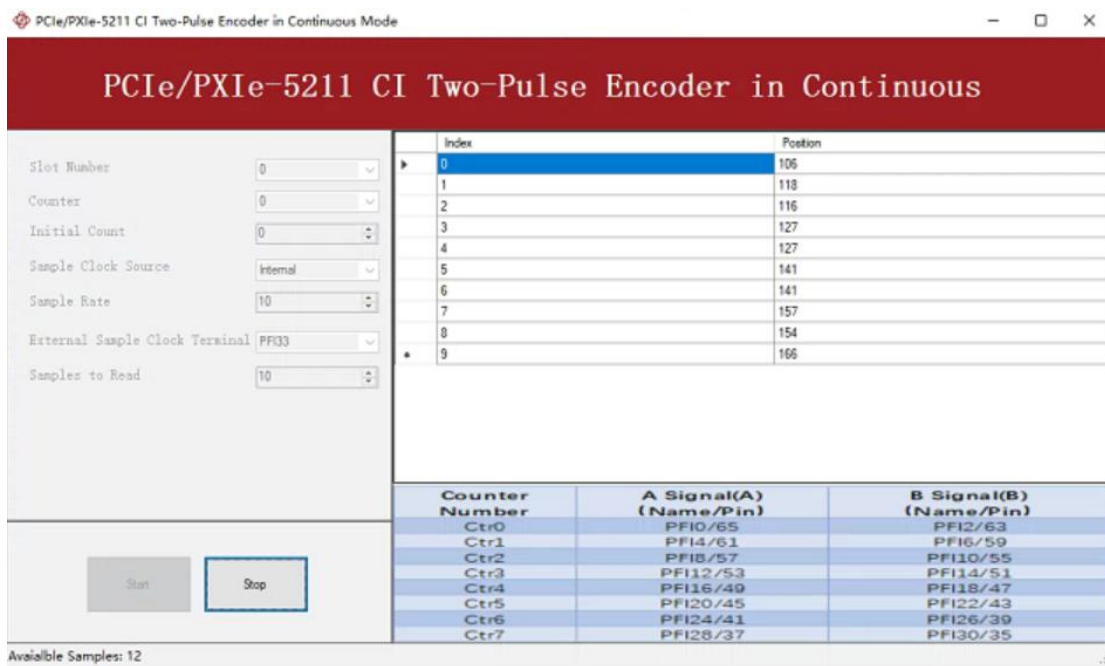 PCIe/PXIe-5211 CI Two-Pulse Encoder in Continuous Mode
PCIe/PXIe-5211 CI Two-Pulse Encoder in Continuous
Slot Number 0
Counter 0
Initial Count 0
Sample Clock Source Internal
Sample Rate 10
External Sample Clock Terminal PFI33
Samples to Read 10
Start Stop
Index Position
0 106
1 118
2 116
3 127
4 127
5 141
6 141
7 157
8 154
9 166
Counter Number A Signal(A) (Name/Pin) B Signal(B) (Name/Pin)
Ctr0 PFI0/65 PFI2/63
Ctr1 PFI4/61 PFI6/59
Ctr2 PFI8/57 PFI10/55
Ctr3 PFI12/53 PFI14/51
Ctr4 PFI16/49 PFI18/47
Ctr5 PFI20/45 PFI22/43
Ctr6 PFI24/41 PFI26/39
Ctr7 PFI28/37 PFI30/35
Avaialble Samples: 12